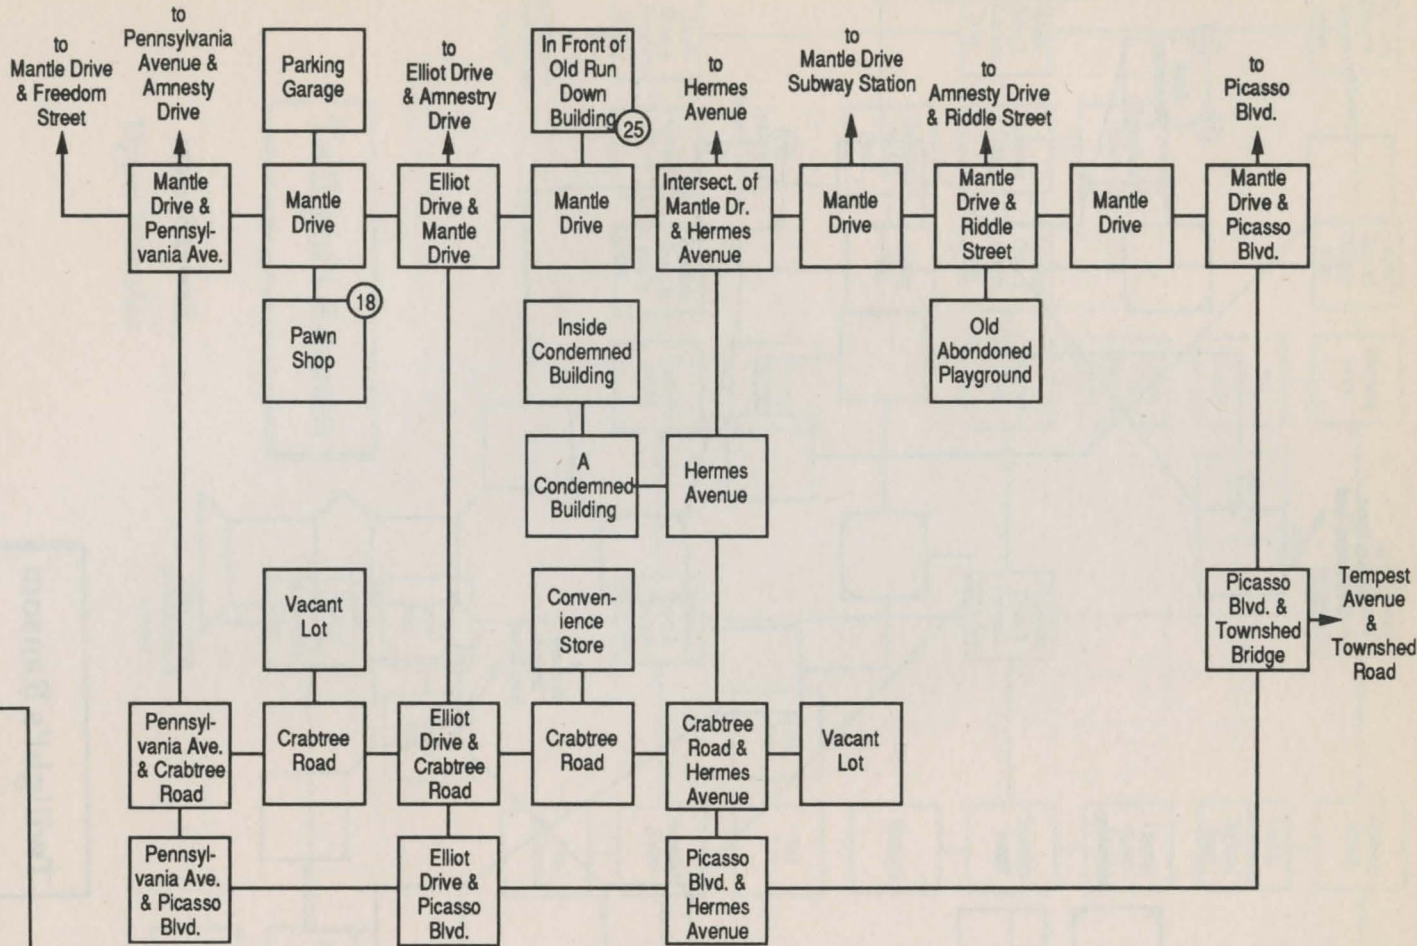 to
Mantle Drive
& Freedom
Street
to
Pennsylvania
Avenue &
Amnesty
Drive
Parking
Garage
to
Elliot Drive
& Amnestry
Drive
In Front of
Old Run
Down
Building
25
to
Hermes
Avenue
to
Mantle Drive
Subway Station
to
Amnesty Drive
& Riddle Street
to
Picasso
Blvd.
Mantle
Drive &
Pennsyl-
vania Ave.
Mantle
Drive
Elliot
Drive &
Mantle
Drive
Mantle
Drive
Intersect. of
Mantle Dr.
& Hermes
Avenue
Mantle
Drive
Mantle
Drive &
Riddle
Street
Mantle
Drive
Mantle
Drive &
Picasso
Blvd.
18
Pawn
Shop
Inside
Condemned
Building
Old
Abondoned
Playground
A
Condemned
Building
Hermes
Avenue
Vacant
Lot
Conven-
ience
Store
Picasso
Blvd. &
Townshed
Bridge
Tempest
Avenue
&
Townshed
Road
Pennsyl-
vania Ave.
& Crabtree
Road
Crabtree
Road
Elliot
Drive &
Crabtree
Road
Crabtree
Road
Crabtree
Road &
Hermes
Avenue
Vacant
Lot
Pennsyl-
vania Ave.
& Picasso
Blvd.
Elliot
Drive &
Picasso
Blvd.
Picasso
Blvd. &
Hermes
Avenue